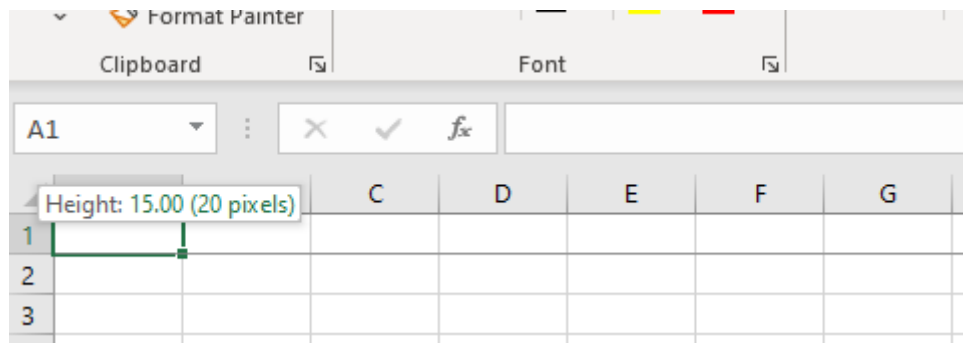 Format Painter
Clipboard Font
A1 fx
Height: 15.00 (20 pixels) C D E F G
1
2
3